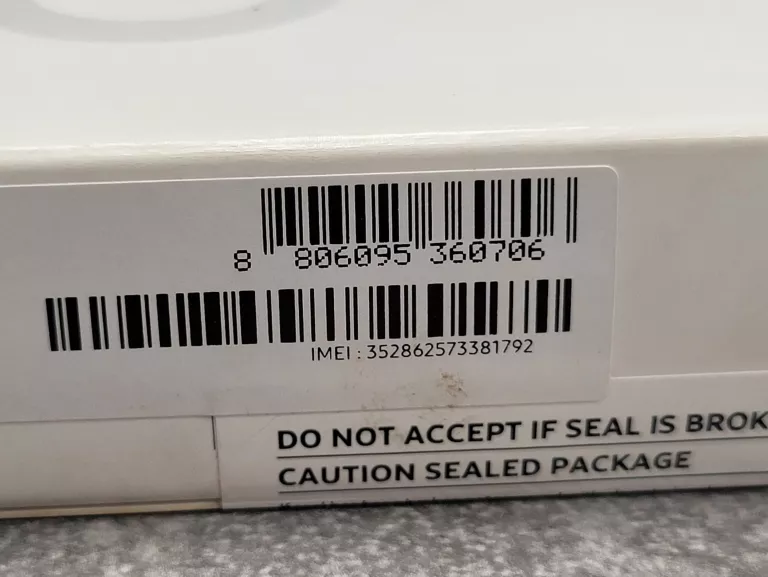 8 806095 360706
IMEI : 352862573381792
DO NOT ACCEPT IF SEAL IS BROK
CAUTION SEALED PACKAGE